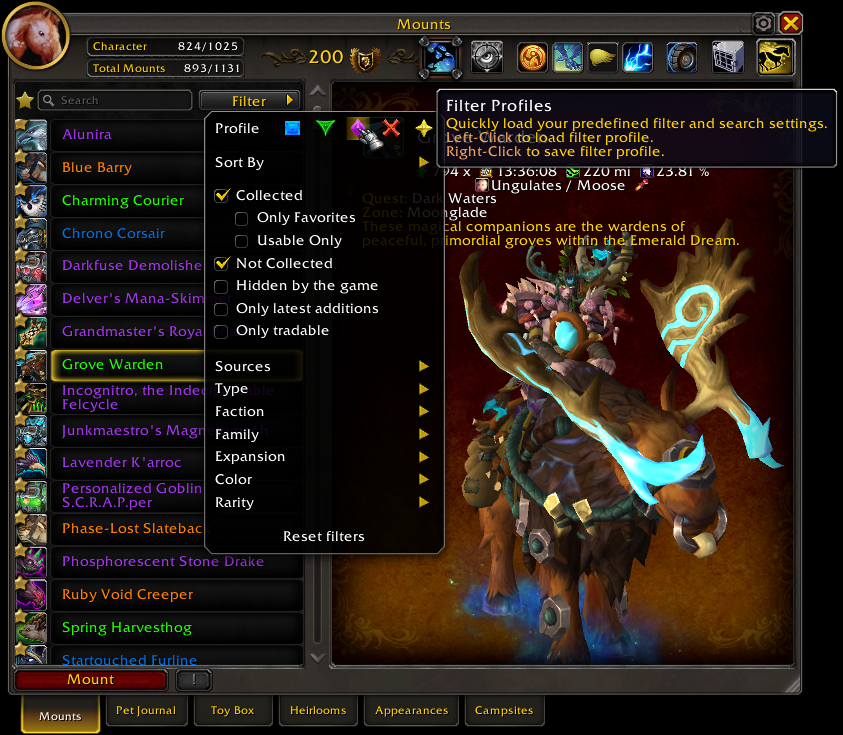 Mounts
Character 824/1025
Total Mounts 893/1131
200
Search
Filter
Alunira
Blue Barry
Charming Courier
Chrono Corsair
Darkfuse Demolishe
Delver's Mana-Skim
Grandmaster's Roya
Grove Warden
Incognitro, the Indec
Felcycle
Junkmaestro's Magn
Lavender K'arroc
Personalized Goblin
S.C.R.A.P.per
Phase-Lost Slateback
Phosphorescent Stone Drake
Ruby Void Creeper
Spring Harvesthog
Startouched Furline
Profile
Sort By
Collected
Only Favorites
Usable Only
Not Collected
Hidden by the game
Only latest additions
Only tradable
Sources
Type
Faction
Family
Expansion
Color
Rarity
Reset filters
Filter Profiles
Quickly load your predefined filter and search settings.
Left-Click to load filter profile.
Right-Click to save filter profile.
94 x 13:36:08 220 mi 23.81 %
Ungulates / Moose
Quest: Dark Waters
Zone: Moonglade
These magical companions are the wardens of
peaceful, primordial groves within the Emerald Dream.
Mount
!
Mounts
Pet Journal
Toy Box
Heirlooms
Appearances
Campsites